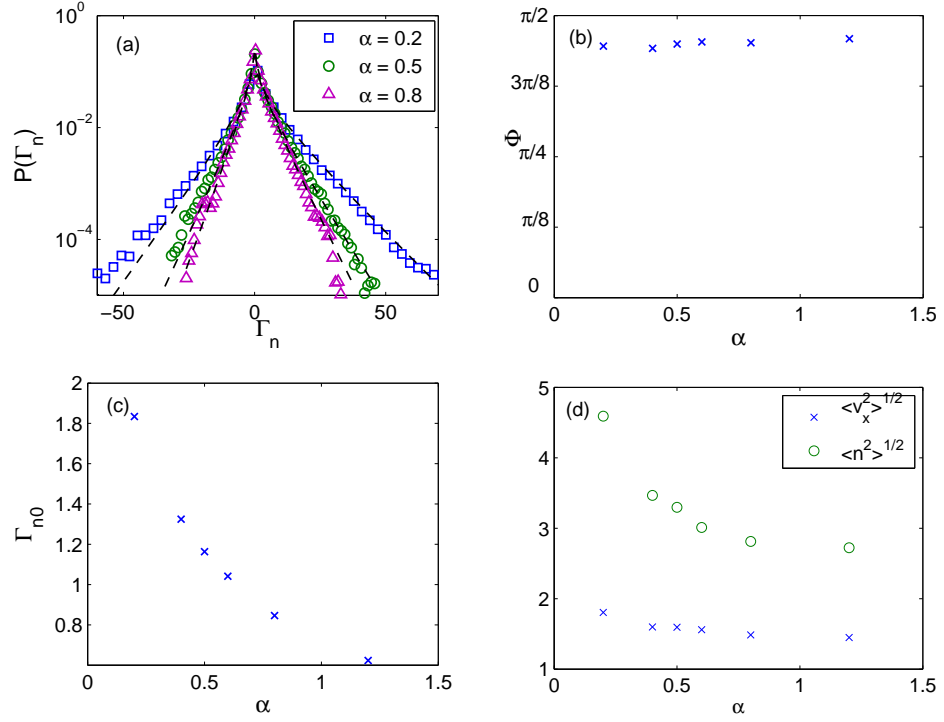 (a)
α = 0.2
α = 0.5
α = 0.8
10^0
10^-2
10^-4
P(Γ_n)
−50
0
50
Γ_n
(b)
π/2
3π/8
π/4
π/8
0
Φ
0
0.5
1
1.5
α
(c)
2
1.8
1.6
1.4
1.2
1
0.8
Γ_n0
0
0.5
1
1.5
α
(d)
<v_x^2>^1/2
<n^2>^1/2
5
4
3
2
1
0
0.5
1
1.5
α